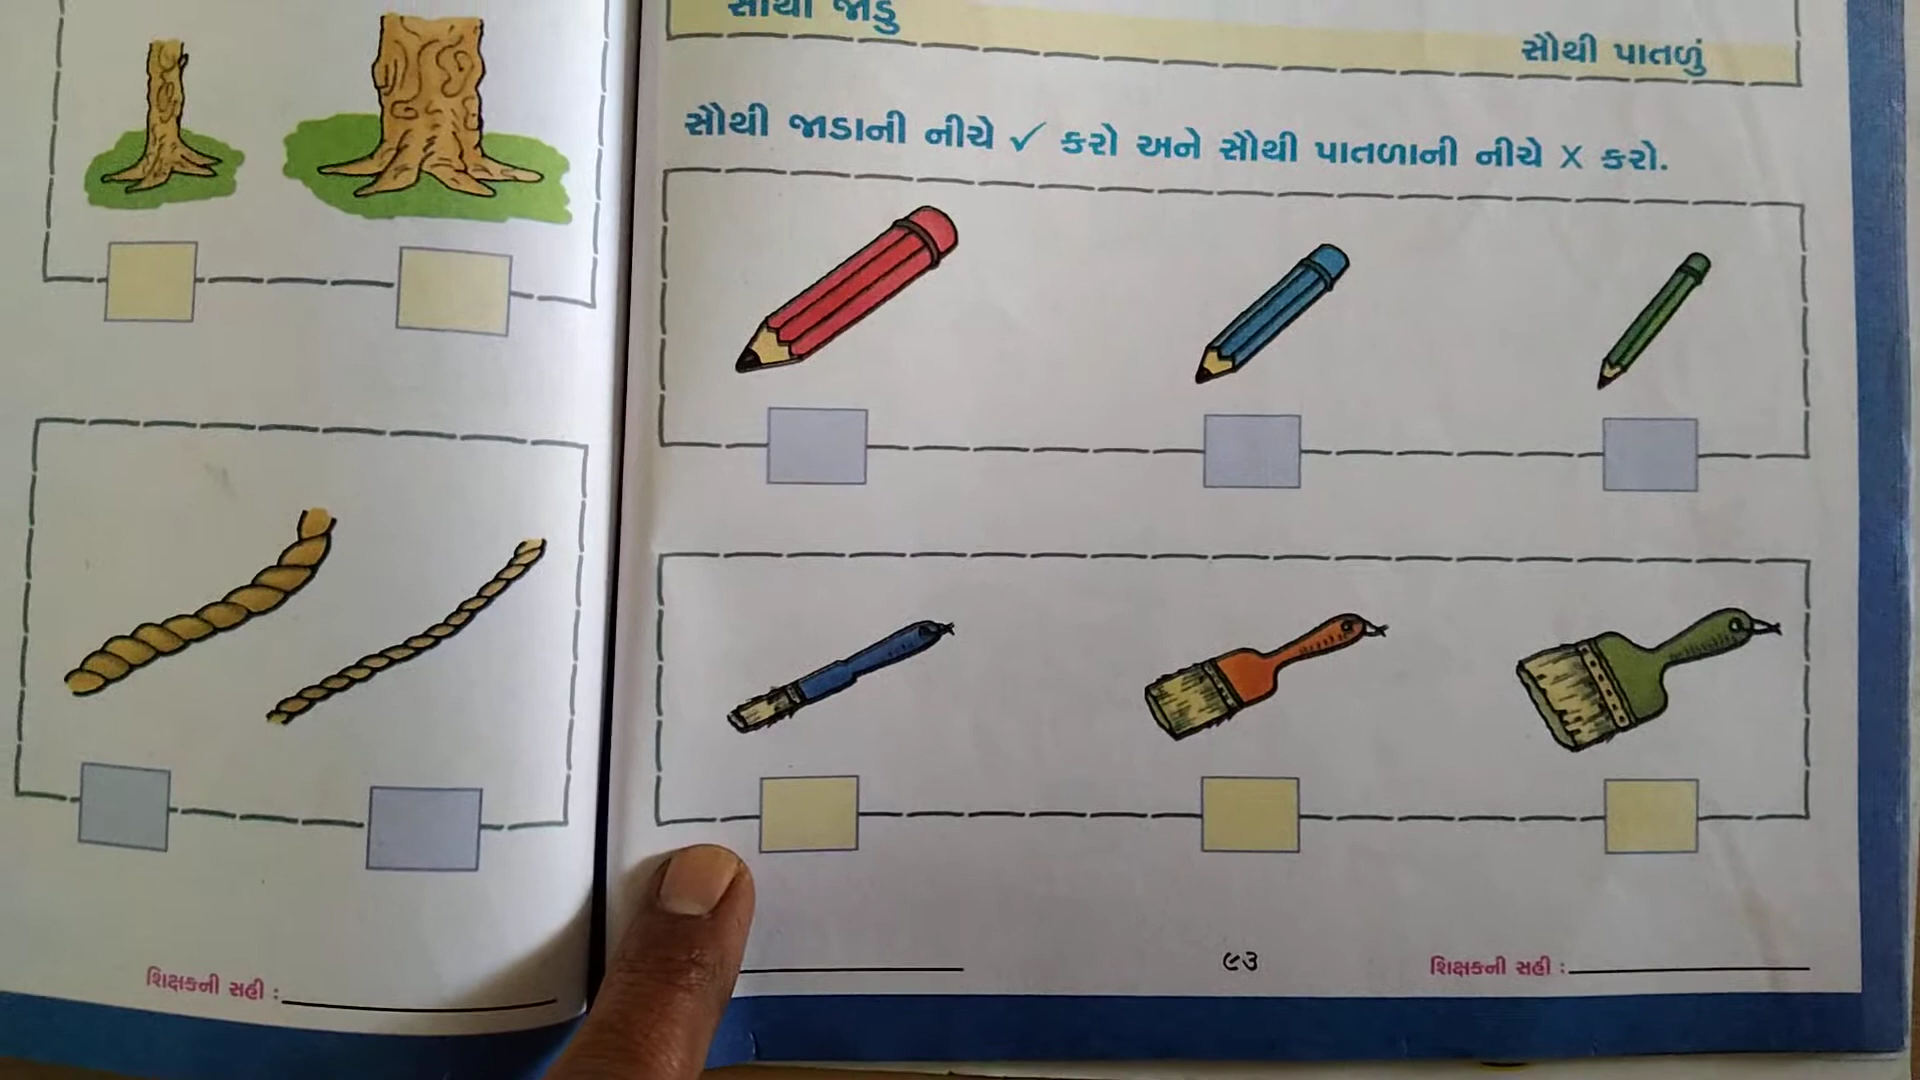 શિક્ષકની સહી :
સૌથી જાડું
સૌથી પાતળું
સૌથી જાડાની નીચે ✓ કરો અને સૌથી પાતળાની નીચે X કરો.
૯૩
શિક્ષકની સહી :